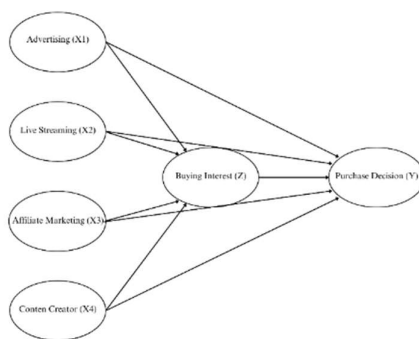 Advertising (X1)
Live Streaming (X2)
Buying Interest (Z)
Purchase Decision (Y)
Affiliate Marketing (X3)
Conten Creator (X4)